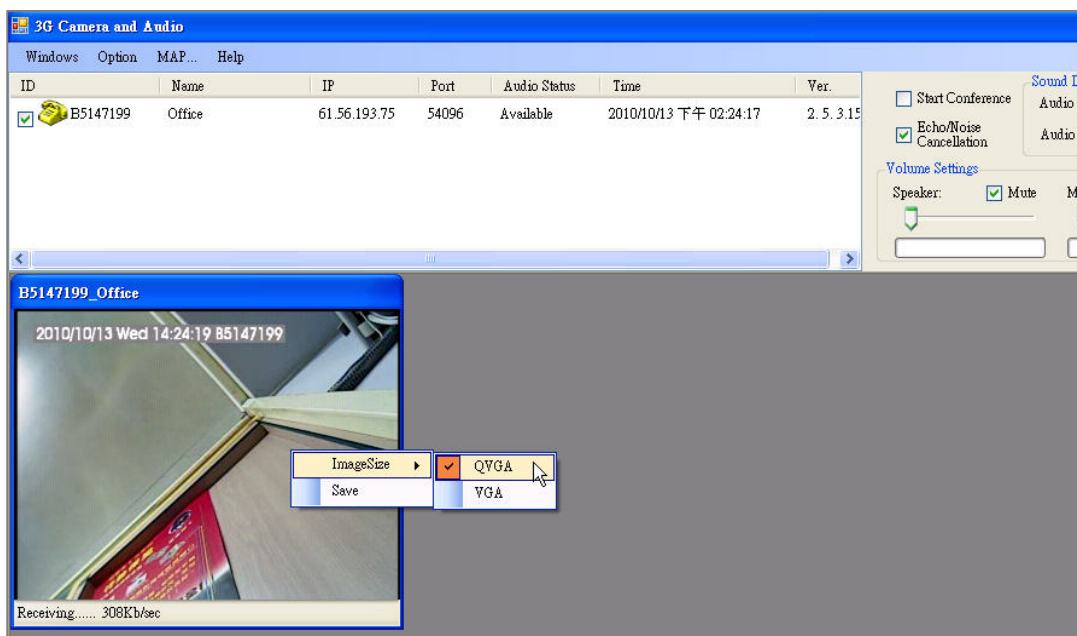 3G Camera and Audio
Windows Option MAP... Help
ID Name IP Port Audio Status Time Ver.
B5147199 Office 61.56.193.75 54096 Available 2010/10/13 下午 02:24:17 2.5.3.15
Start Conference
Echo/Noise
Cancellation
Sound D
Audio
Audio
Volume Settings
Speaker: Mute M
B5147199_Office
2010/10/13 Wed 14:24:19 B5147199
ImageSize
Save
QVGA
VGA
Receiving...... 308Kb/sec